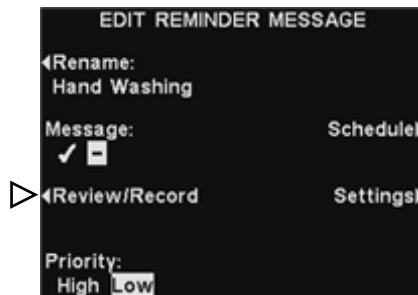 EDIT REMINDER MESSAGE
Rename:
Hand Washing
Message: Schedule
✓ -
Review/Record Settings
Priority:
High Low